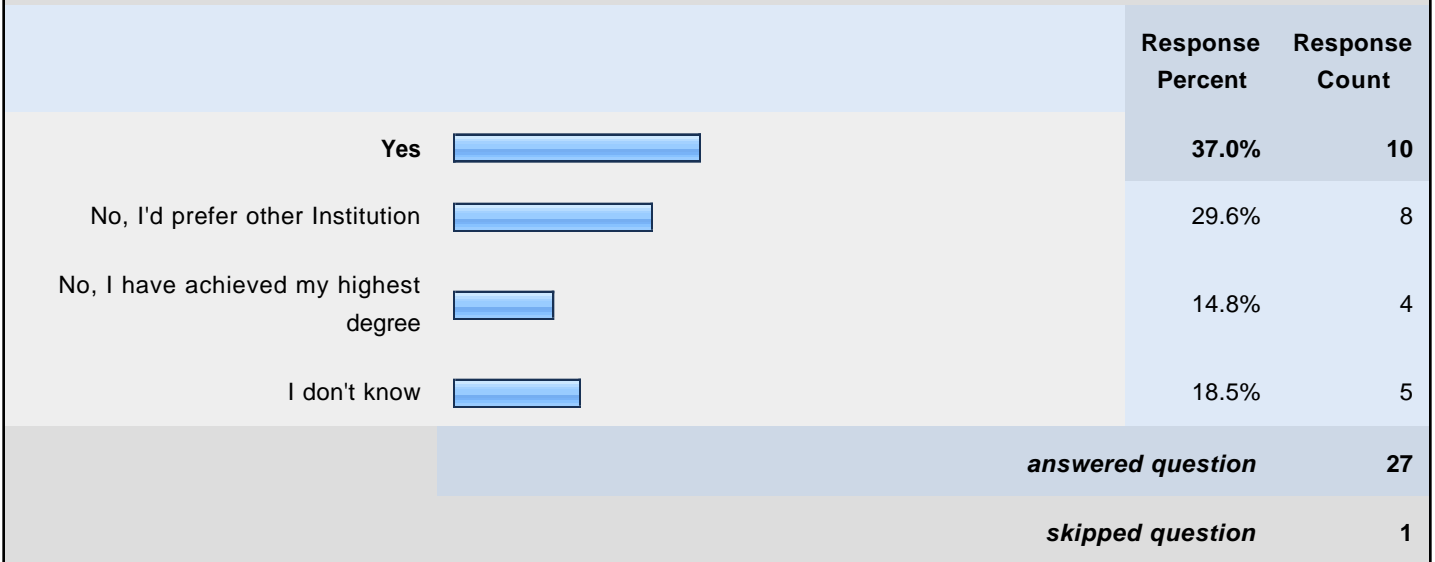 Response Percent Response Count
Yes 37.0% 10
No, I'd prefer other Institution 29.6% 8
No, I have achieved my highest
degree 14.8% 4
I don't know 18.5% 5
answered question 27
skipped question 1